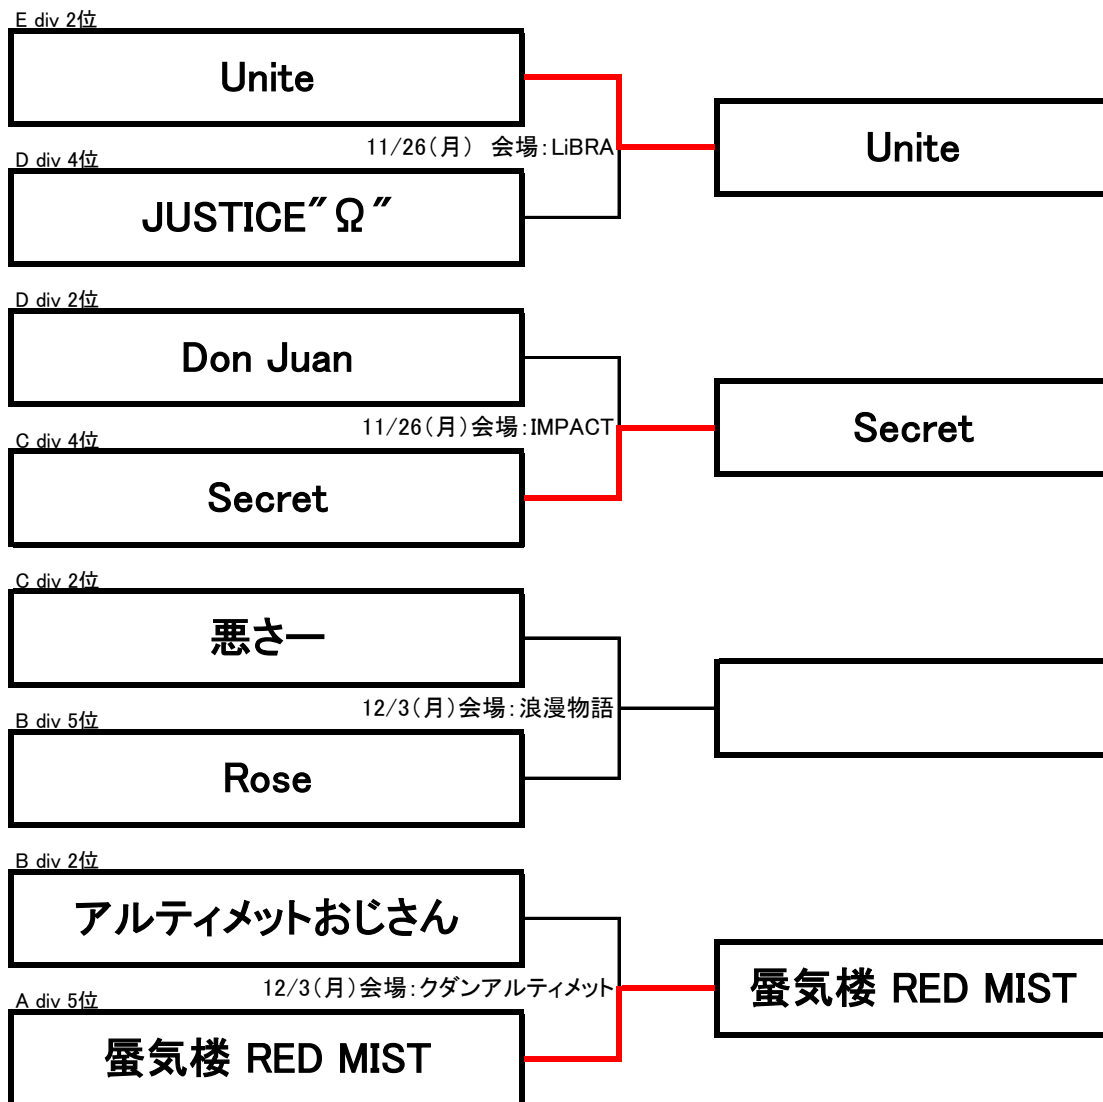 E div 2位
Unite
11/26(月) 会場:LiBRA
Unite
D div 4位
JUSTICE″Ω″
D div 2位
Don Juan
11/26(月)会場:IMPACT
Secret
C div 4位
Secret
C div 2位
悪さー
12/3(月)会場:浪漫物語
B div 5位
Rose
B div 2位
アルティメットおじさん
12/3(月)会場:クダンアルティメット
蜃気楼 RED MIST
A div 5位
蜃気楼 RED MIST